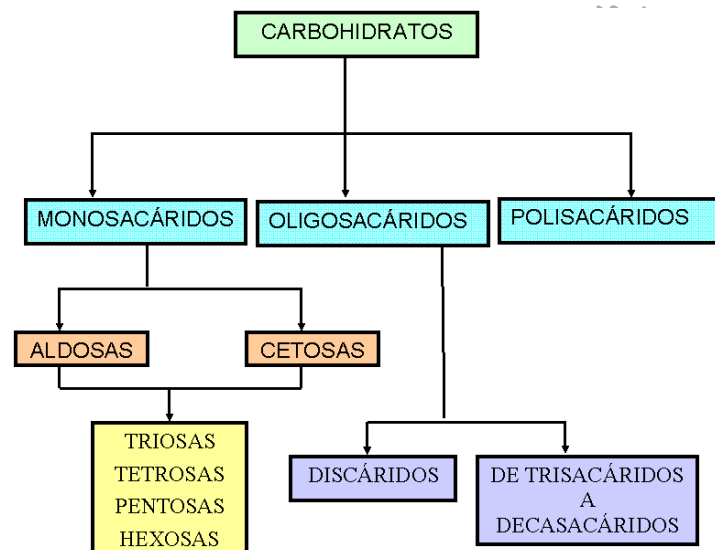 CARBOHIDRATOS
MONOSACÁRIDOS
OLIGOSACÁRIDOS
POLISACÁRIDOS
ALDOSAS
CETOSAS
TRIOSAS
TETROSAS
PENTOSAS
HEXOSAS
DISCÁRIDOS
DE TRISACÁRIDOS
A
DECASACÁRIDOS